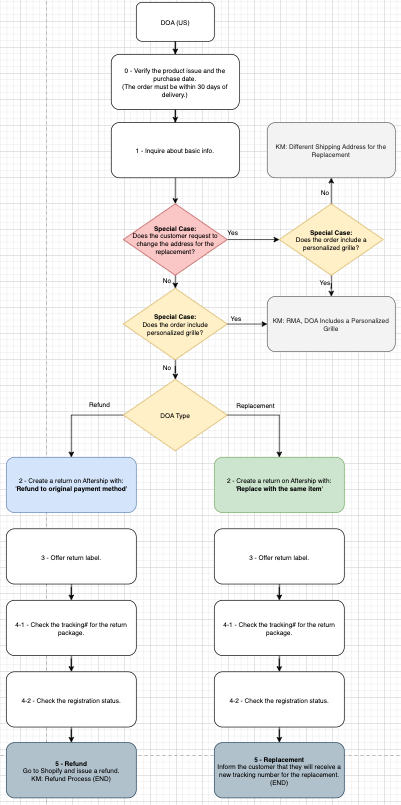 DOA (US)
0 - Verify the product issue and the
purchase date.
(The order must be within 30 days of
delivery.)
1 - Inquire about basic info.
KM: Different Shipping Address for the
Replacement
No
Special Case:
Does the customer request to
change the address for the
replacement?
Yes
Special Case:
Does the order include a
personalized grille?
No
Yes
Special Case:
Does the order include
personalized grille?
Yes
KM: RMA, DOA Includes a Personalized
Grille
No
DOA Type
Refund
Replacement
2 - Create a return on Aftership with:
'Refund to original payment method'
2 - Create a return on Aftership with:
'Replace with the same item'
3 - Offer return label.
3 - Offer return label.
4-1 - Check the tracking# for the return
package.
4-1 - Check the tracking# for the return
package.
4-2 - Check the registration status.
4-2 - Check the registration status.
5 - Refund
Go to Shopify and issue a refund.
KM: Refund Process (END)
5 - Replacement
Inform the customer that they will receive a
new tracking number for the replacement.
(END)